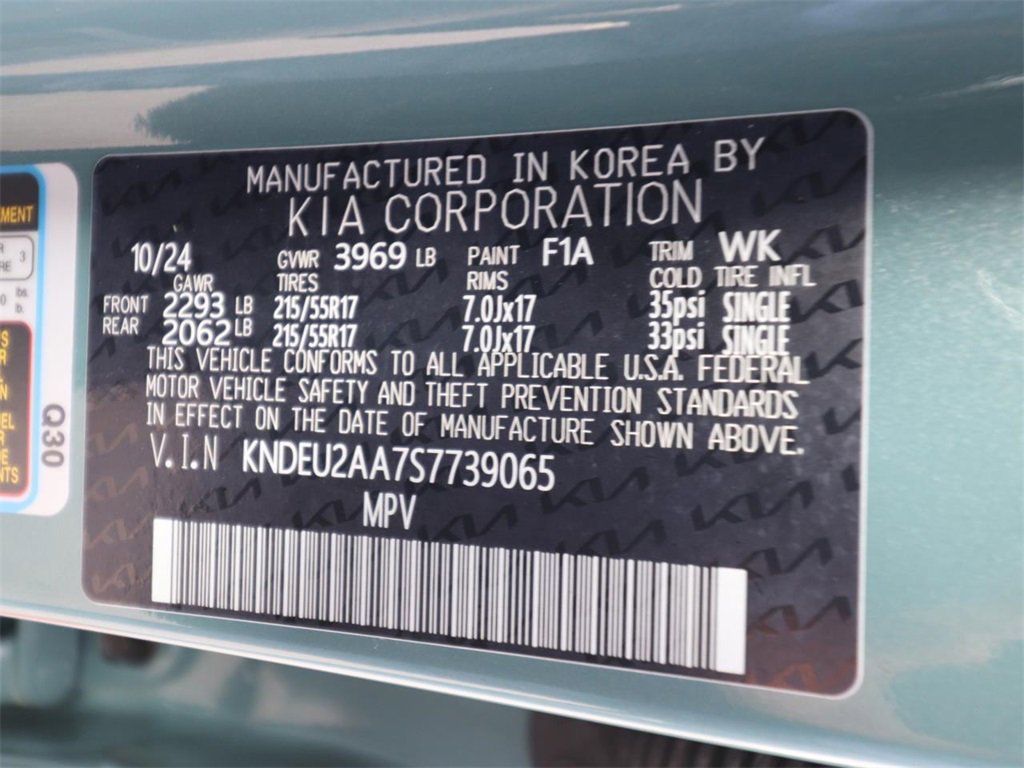 MANUFACTURED IN KOREA BY
KIA CORPORATION
10/24 GVWR 3969 LB PAINT F1A TRIM WK
GAWR TIRES RIMS COLD TIRE INFL
FRONT 2293 LB 215/55R17 7.0Jx17 35psi SINGLE
REAR 2062 LB 215/55R17 7.0Jx17 33psi SINGLE
THIS VEHICLE CONFORMS TO ALL APPLICABLE U.S.A. FEDERAL
MOTOR VEHICLE SAFETY AND THEFT PREVENTION STANDARDS
IN EFFECT ON THE DATE OF MANUFACTURE SHOWN ABOVE.
V.I.N KNDEU2AA7S7739065
MPV
Q30